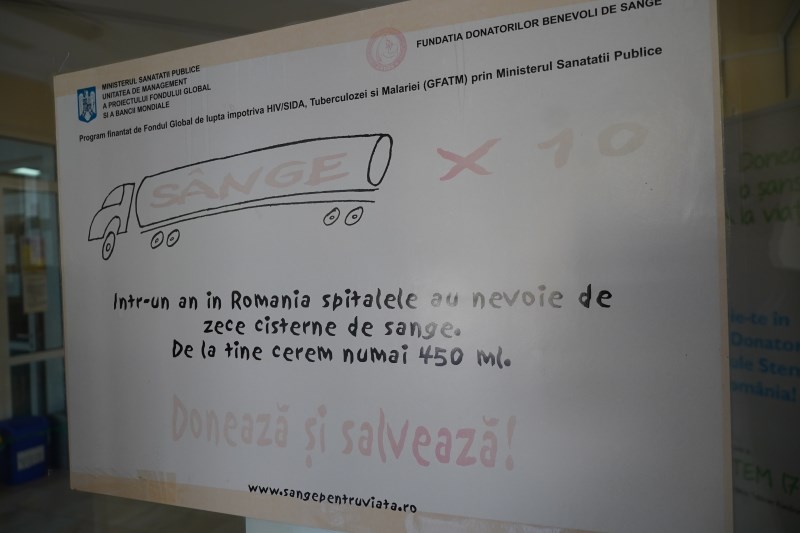 MINISTERUL SANATATII PUBLICE
UNITATEA DE MANAGEMENT
A PROIECTULUI FONDULUI GLOBAL
SI A BANCII MONDIALE
FUNDATIA DONATORILOR BENEVOLI DE SANGE
Program finantat de Fondul Global de lupta impotriva HIV/SIDA, Tuberculozei si Malariei (GFATM) prin Ministerul Sanatatii Publice
SÂNGE X 10
Intr-un an in Romania spitalele au nevoie de
zece cisterne de sange.
De la tine cerem numai 450 ml.
Donează și salvează!
www.sangepentruviata.ro